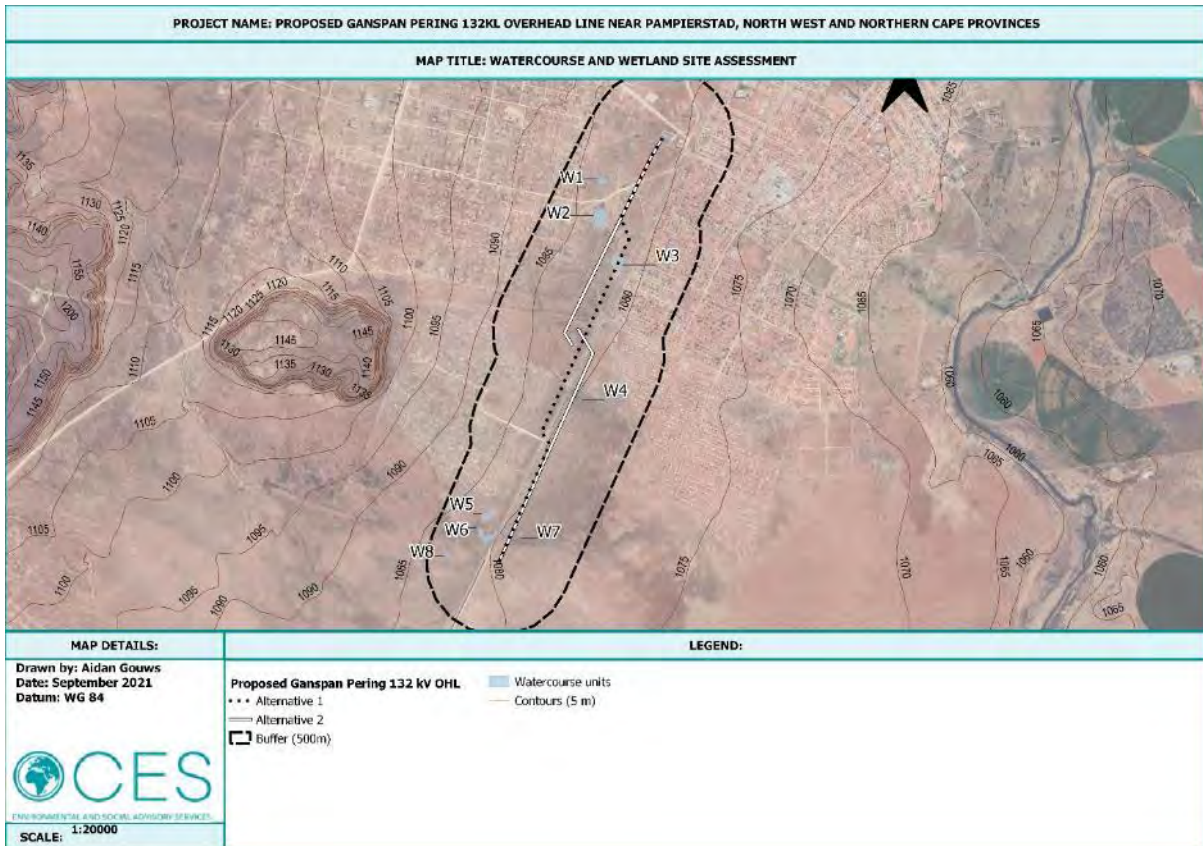 PROJECT NAME: PROPOSED GANSPAN PERING 132KL OVERHEAD LINE NEAR PAMPIERSTAD, NORTH WEST AND NORTHERN CAPE PROVINCES
MAP TITLE: WATERCOURSE AND WETLAND SITE ASSESSMENT
W1
W2
W3
W4
W5
W6
W7
W8
1135
1130
1125
1120
1115
1140
1155
1200
1150
1145
1110
1105
1100
1095
1090
1085
1080
1075
1070
1065
1060
MAP DETAILS:
Drawn by: Aidan Gouws
Date: September 2021
Datum: WG 84
CES
ENVIRONMENTAL AND SOCIAL ADVISORY SERVICES
SCALE: 1:20000
LEGEND:
Proposed Ganspan Pering 132 kV OHL
Alternative 1
Alternative 2
Buffer (500m)
Watercourse units
Contours (5 m)